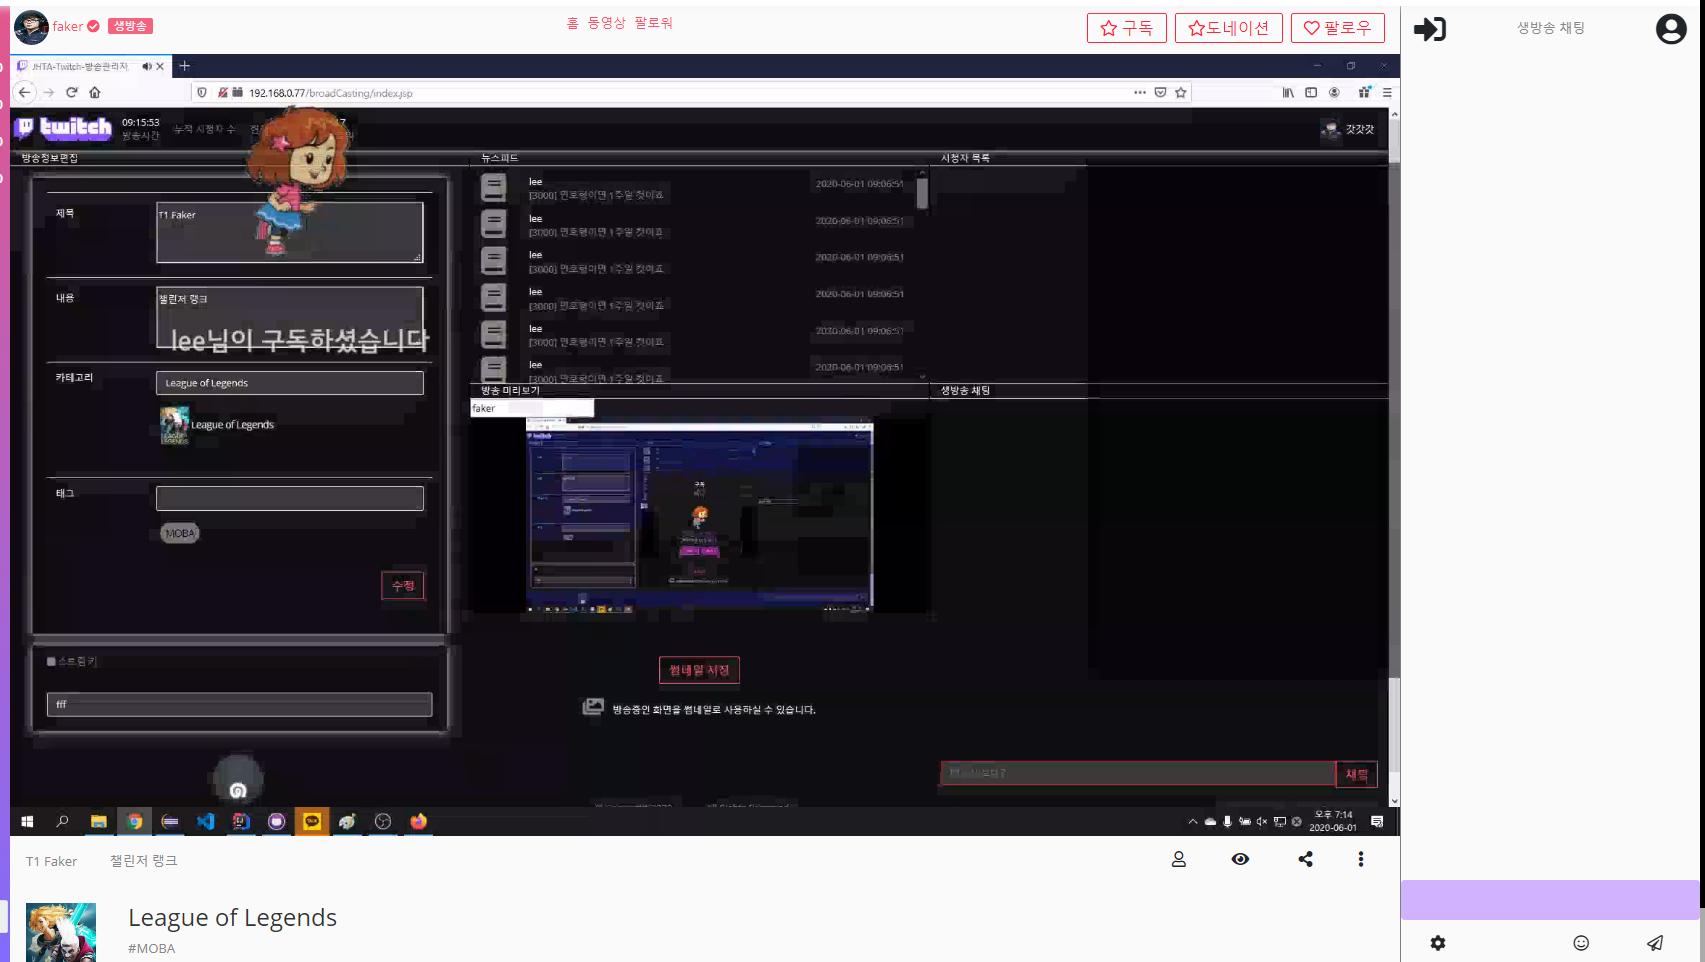 faker 생방송
홈 동영상 팔로워
구독 도네이션 팔로우
생방송 채팅
JHTA-Twitch-방송관리자
192.168.0.77/broadCasting/index.jsp
twitch
09:15:53
방송시간
누적 시청자 수
갓갓갓
방송정보편집
뉴스피드
시청자 목록
제목
T1 Faker
내용
챌린저 랭크
lee님이 구독하셨습니다
카테고리
League of Legends
League of Legends
태그
MOBA
수정
스트림키
fff
lee 2020-06-01 09:06:51
[3000] 민호형이면 1주일 컷이죠
lee 2020-06-01 09:06:51
[3000] 민호형이면 1주일 컷이죠
lee 2020-06-01 09:06:51
[3000] 민호형이면 1주일 컷이죠
lee 2020-06-01 09:06:51
[3000] 민호형이면 1주일 컷이죠
lee 2020-06-01 09:06:51
[3000] 민호형이면 1주일 컷이죠
lee 2020-06-01 09:06:51
[3000] 민호형이면 1주일 컷이죠
방송 미리보기
생방송 채팅
faker
구독
썸네일 저장
방송중인 화면을 썸네일로 사용하실 수 있습니다.
채팅
오후 7:14
2020-06-01
T1 Faker 챌린저 랭크
League of Legends
#MOBA